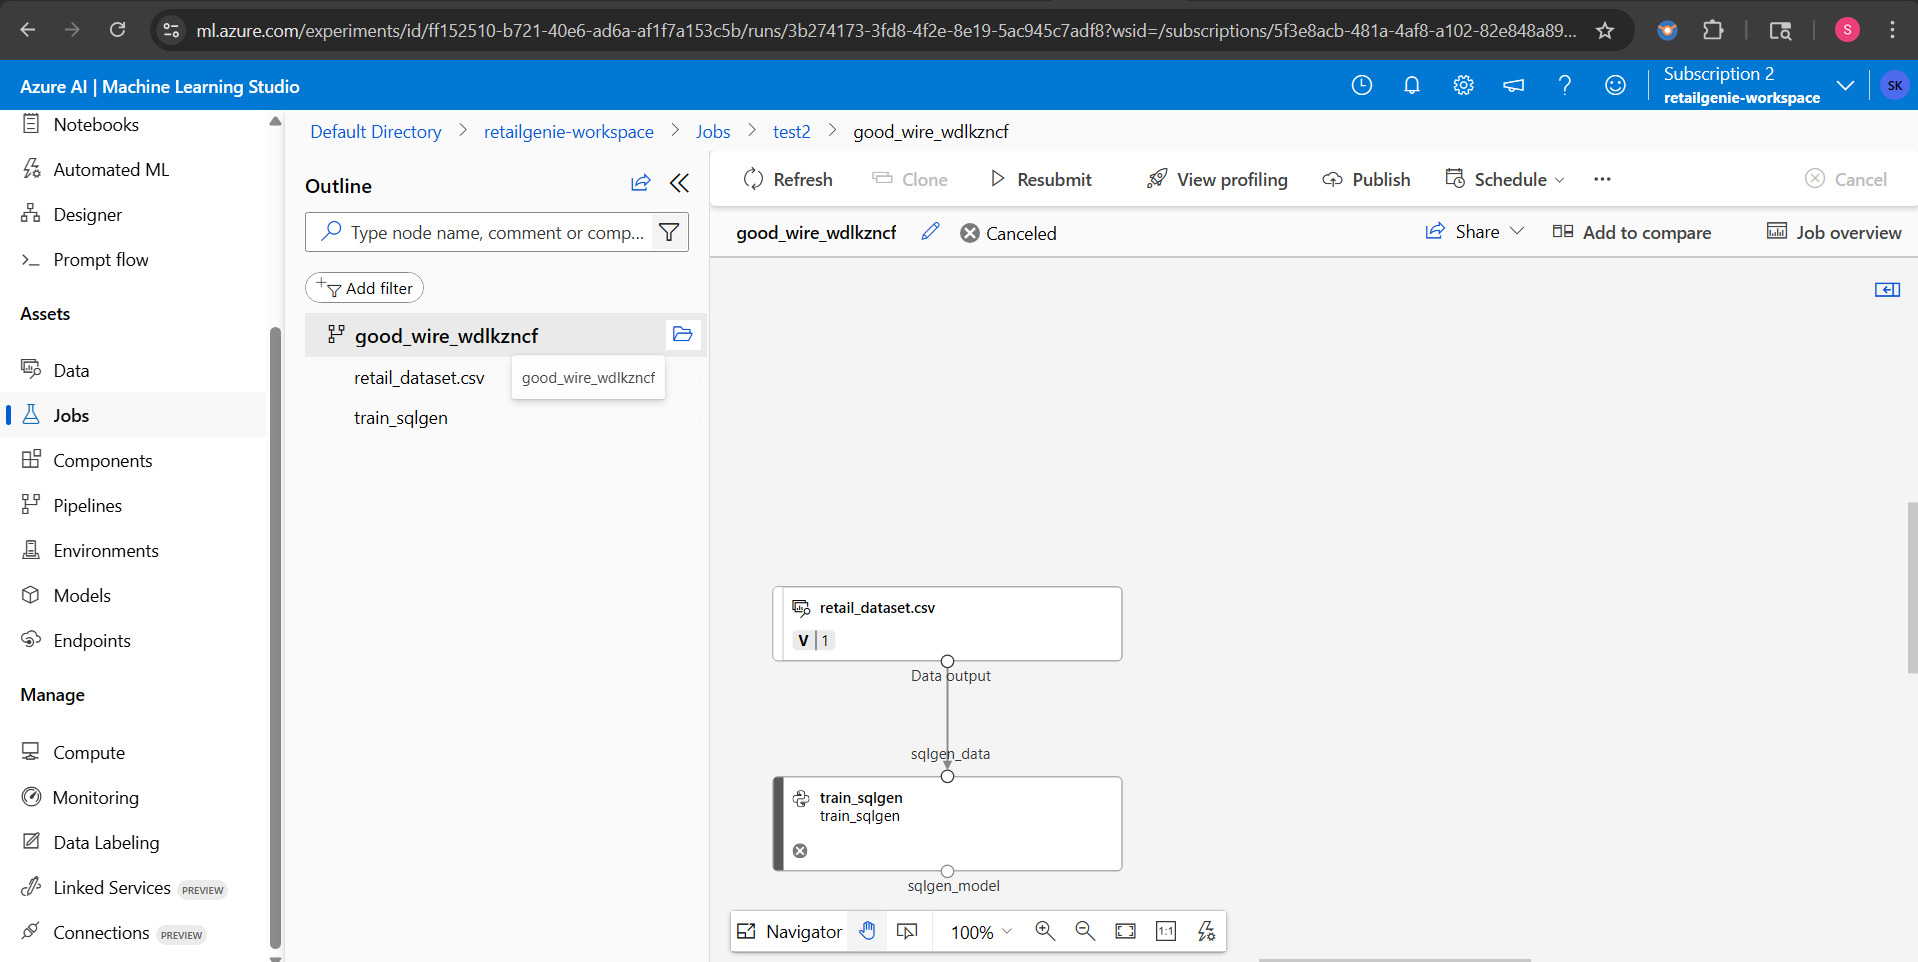 ml.azure.com/experiments/id/ff152510-b721-40e6-ad6a-af1f7a153c5b/runs/3b274173-3fd8-4f2e-8e19-5ac945c7adf8?wsid=/subscriptions/5f3e8acb-481a-4af8-a102-82e848a89...
S
Azure AI | Machine Learning Studio
Subscription 2
retailgenie-workspace
SK
Notebooks
Automated ML
Designer
Prompt flow
Assets
Data
Jobs
Components
Pipelines
Environments
Models
Endpoints
Manage
Compute
Monitoring
Data Labeling
Linked Services PREVIEW
Connections PREVIEW
Default Directory > retailgenie-workspace > Jobs > test2 > good_wire_wdlkzncf
Outline
Type node name, comment or comp...
Add filter
good_wire_wdlkzncf
retail_dataset.csv
good_wire_wdlkzncf
train_sqlgen
Refresh Clone Resubmit View profiling Publish Schedule ... Cancel
good_wire_wdlkzncf Canceled Share Add to compare Job overview
retail_dataset.csv
V | 1
Data output
sqlgen_data
train_sqlgen
train_sqlgen
sqlgen_model
Navigator 100% 1:1